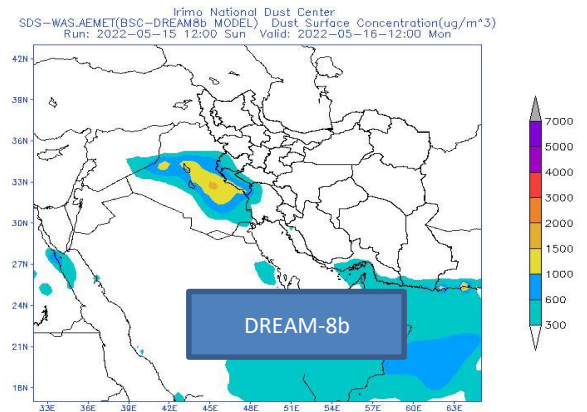 Irimo National Dust Center
SDS-WAS.AEMET(BSC-DREAM8b MODEL) Dust Surface Concentration(ug/m^3)
Run: 2022-05-15 12:00 Sun Valid: 2022-05-16-12:00 Mon
42N
39N
36N
33N
30N
27N
24N
21N
18N
33E 36E 39E 42E 45E 48E 51E 54E 57E 60E 63E
7000
5000
4000
3000
2000
1500
1000
600
300
DREAM-8b